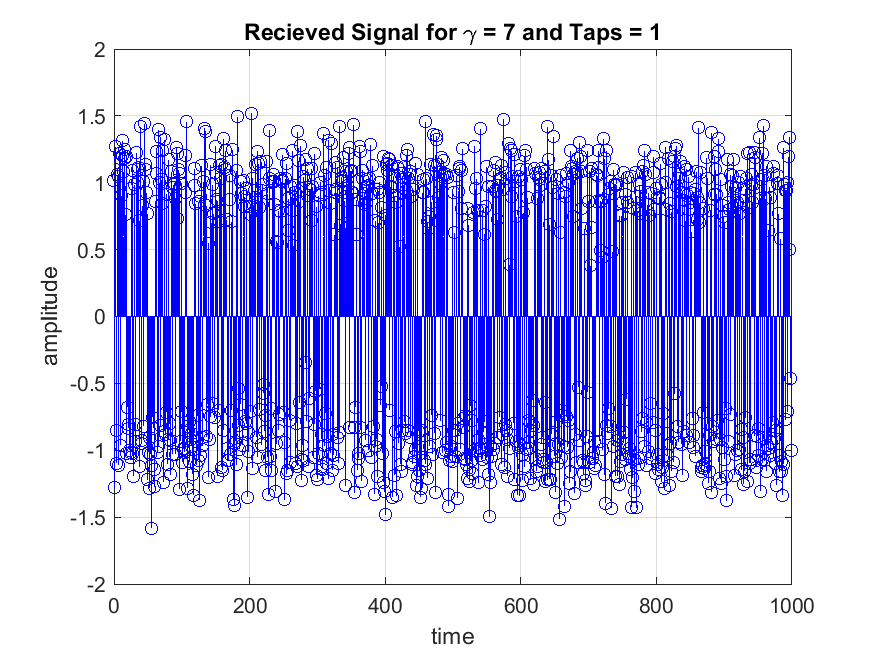 Recieved Signal for γ = 7 and Taps = 1
2
1.5
1
0.5
0
-0.5
-1
-1.5
-2
amplitude
0 200 400 600 800 1000
time